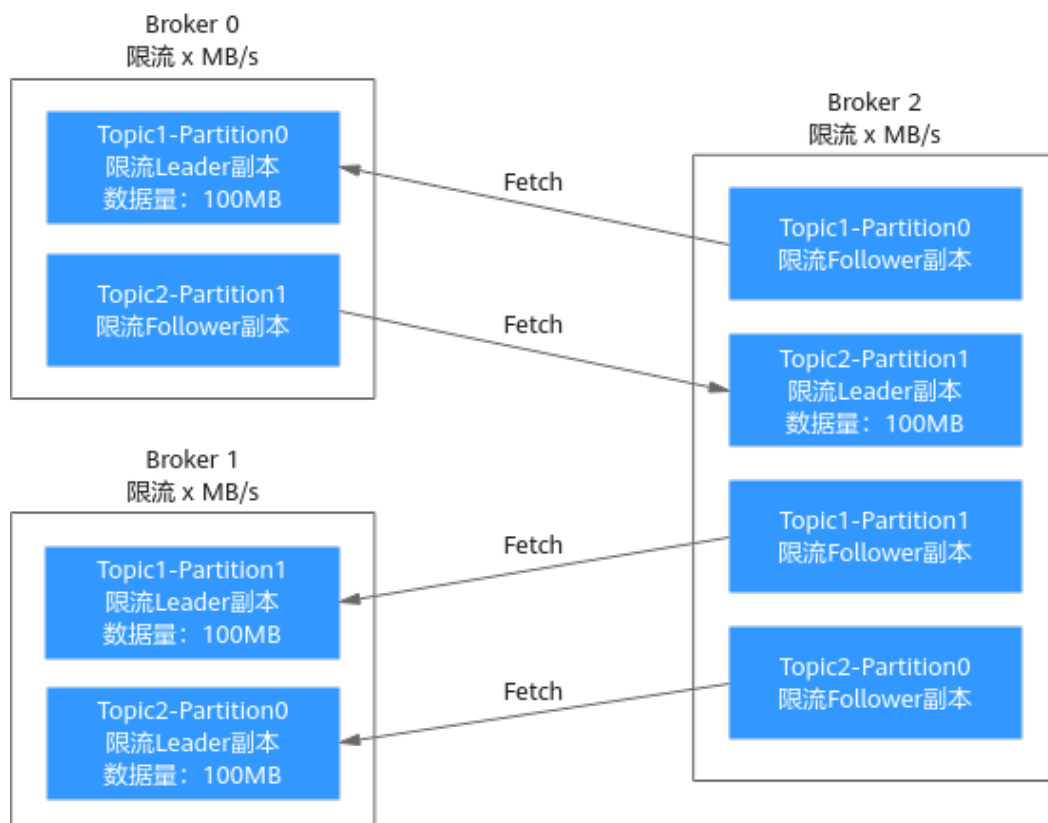 Broker 0
限流 x MB/s
Topic1-Partition0
限流Leader副本
数据量：100MB
Topic2-Partition1
限流Follower副本
Broker 1
限流 x MB/s
Topic1-Partition1
限流Leader副本
数据量：100MB
Topic2-Partition0
限流Leader副本
数据量：100MB
Fetch
Fetch
Fetch
Fetch
Broker 2
限流 x MB/s
Topic1-Partition0
限流Follower副本
Topic2-Partition1
限流Leader副本
数据量：100MB
Topic1-Partition1
限流Follower副本
Topic2-Partition0
限流Follower副本